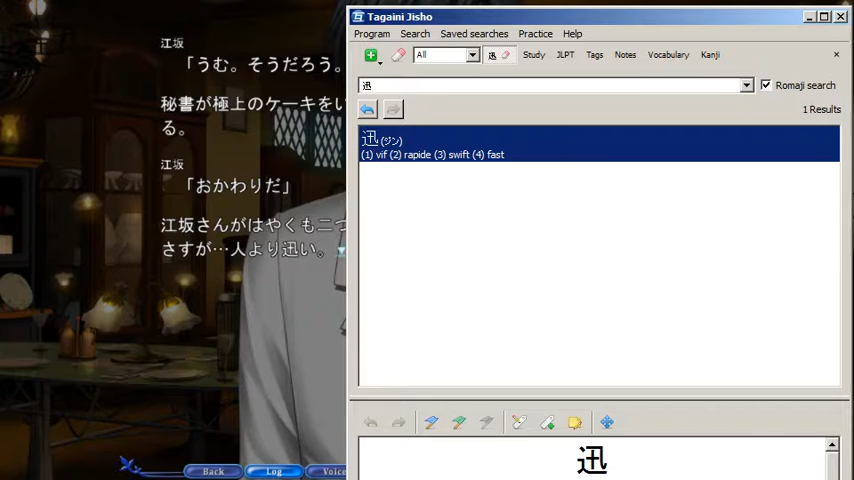 江坂
「うむ。そうだろう。
秘書が極上のケーキをい
る。
江坂
「おかわりだ」
江坂さんがはやくも二つ
さすが…人より迅い。
Back
Log
Voice
Tagaini Jisho
Program Search Saved searches Practice Help
All 迅 Study JLPT Tags Notes Vocabulary Kanji
迅 Romaji search
1 Results
迅 (ジン)
(1) vif (2) rapide (3) swift (4) fast
迅